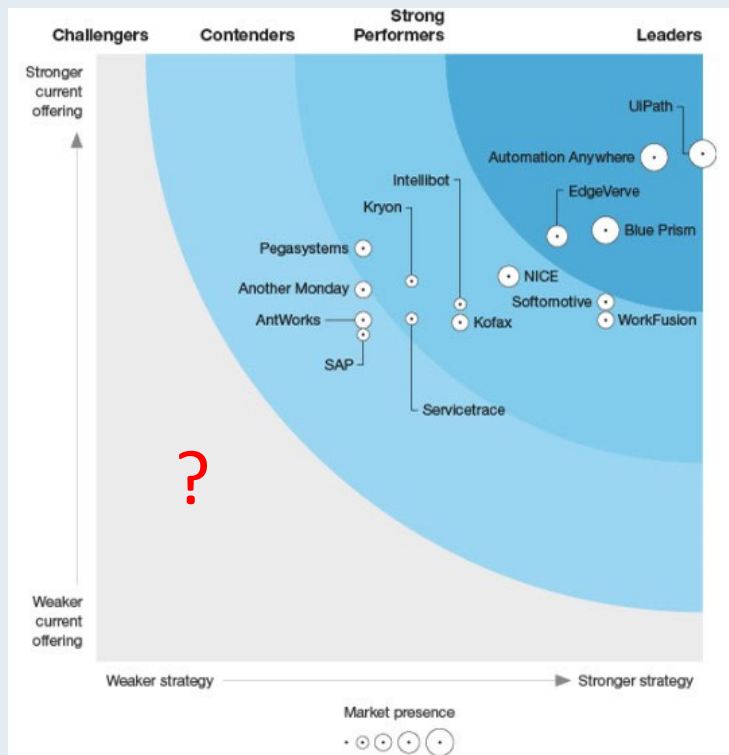 Challengers
Contenders
Strong
Performers
Leaders
Stronger
current
offering
UiPath
Automation Anywhere
Intellibot
EdgeVerve
Kryon
Blue Prism
Pegasystems
NICE
Another Monday
Softomotive
AntWorks
Kofax
WorkFusion
SAP
Servicetrace
?
Weaker
current
offering
Weaker strategy
Stronger strategy
Market presence